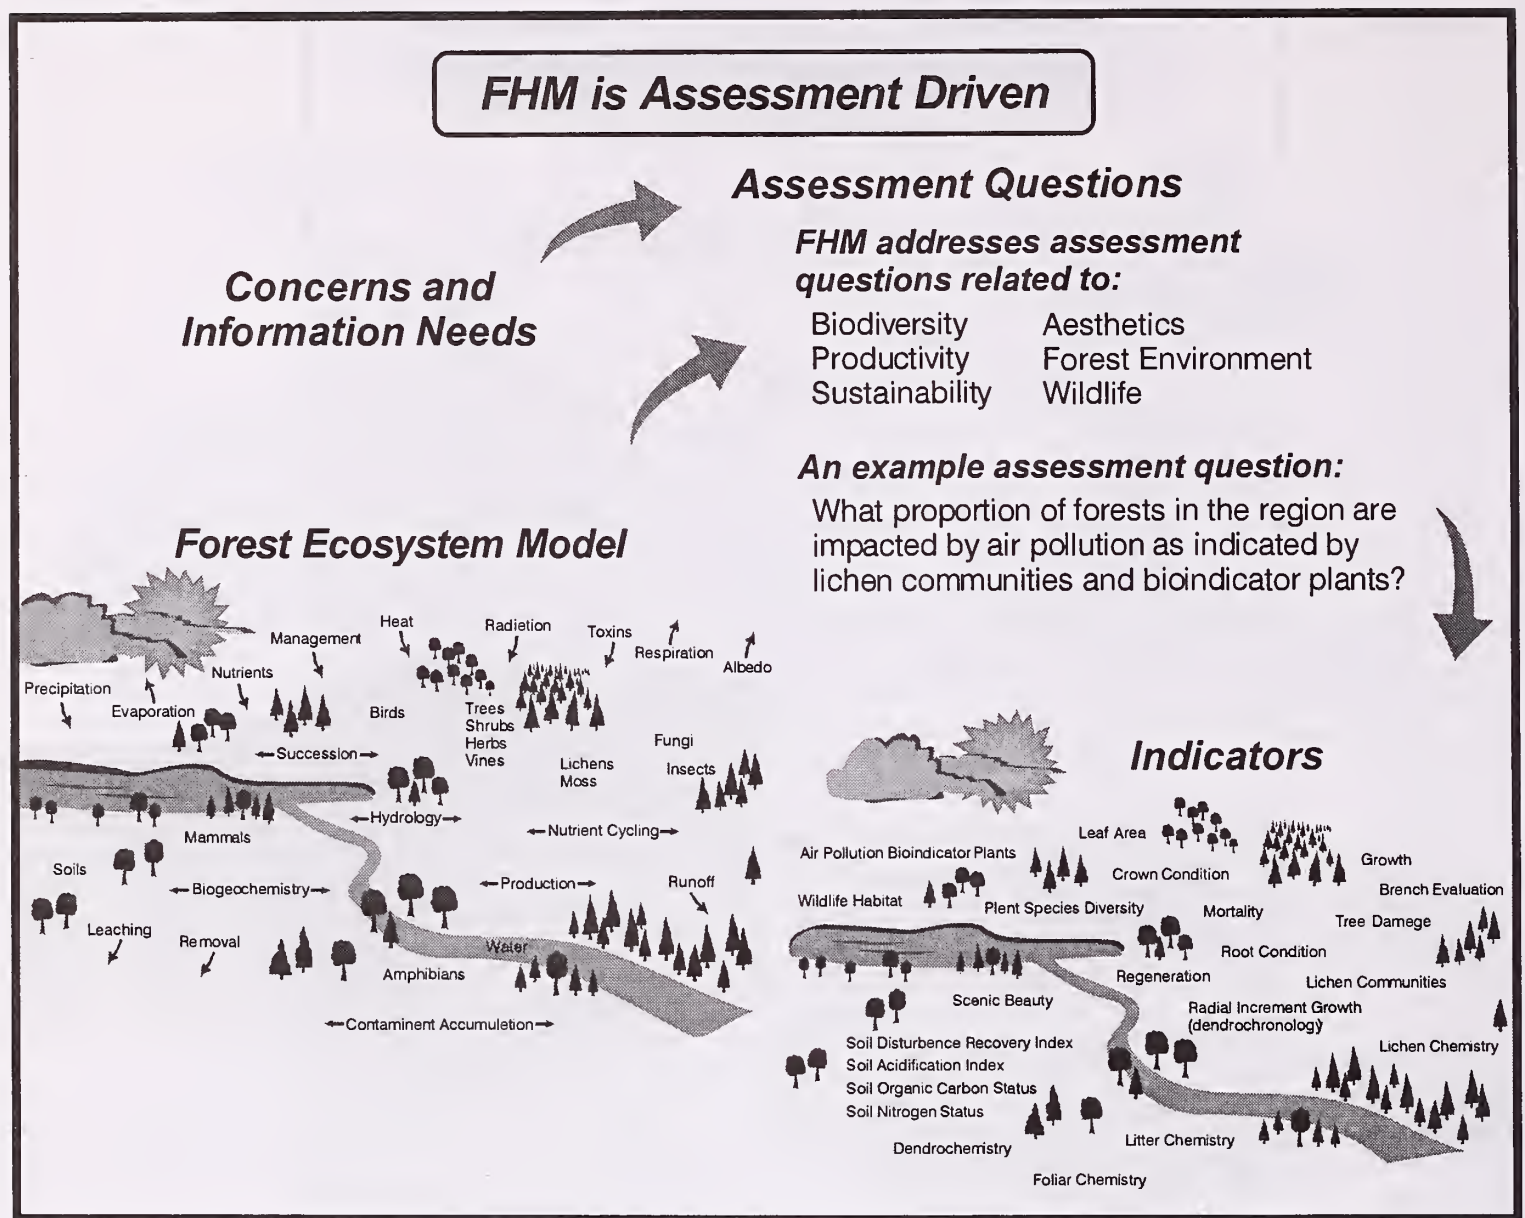 FHM is Assessment Driven
Assessment Questions
FHM addresses assessment
questions related to:
Biodiversity Aesthetics
Productivity Forest Environment
Sustainability Wildlife
Concerns and
Information Needs
An example assessment question:
What proportion of forests in the region are
impacted by air pollution as indicated by
lichen communities and bioindicator plants?
Forest Ecosystem Model
Heat
Radietion
Toxins
Management
Respiration
Albedo
Nutrients
Precipitation
Evaporation
Birds
Trees
Shrubs
Herbs
Vines
Fungi
Succession
Lichens
Moss
Insects
Hydrology
Nutrient Cycling
Mammals
Soils
Biogeochemistry
Production
Runoff
Leaching
Removal
Water
Amphibians
Contaminent Accumuletion
Indicators
Leaf Area
Air Pollution Bioindicator Plants
Growth
Crown Condition
Brench Evaluation
Wildlife Habitat
Plent Species Diversity
Mortality
Tree Damege
Root Condition
Regeneration
Lichen Communities
Scenic Beauty
Radial Increment Growth
(dendrochronology)
Soil Disturbence Recovery Index
Lichen Chemistry
Soil Acidification Index
Soil Organic Carbon Status
Soil Nitrogen Status
Dendrochemistry
Litter Chemistry
Foliar Chemistry